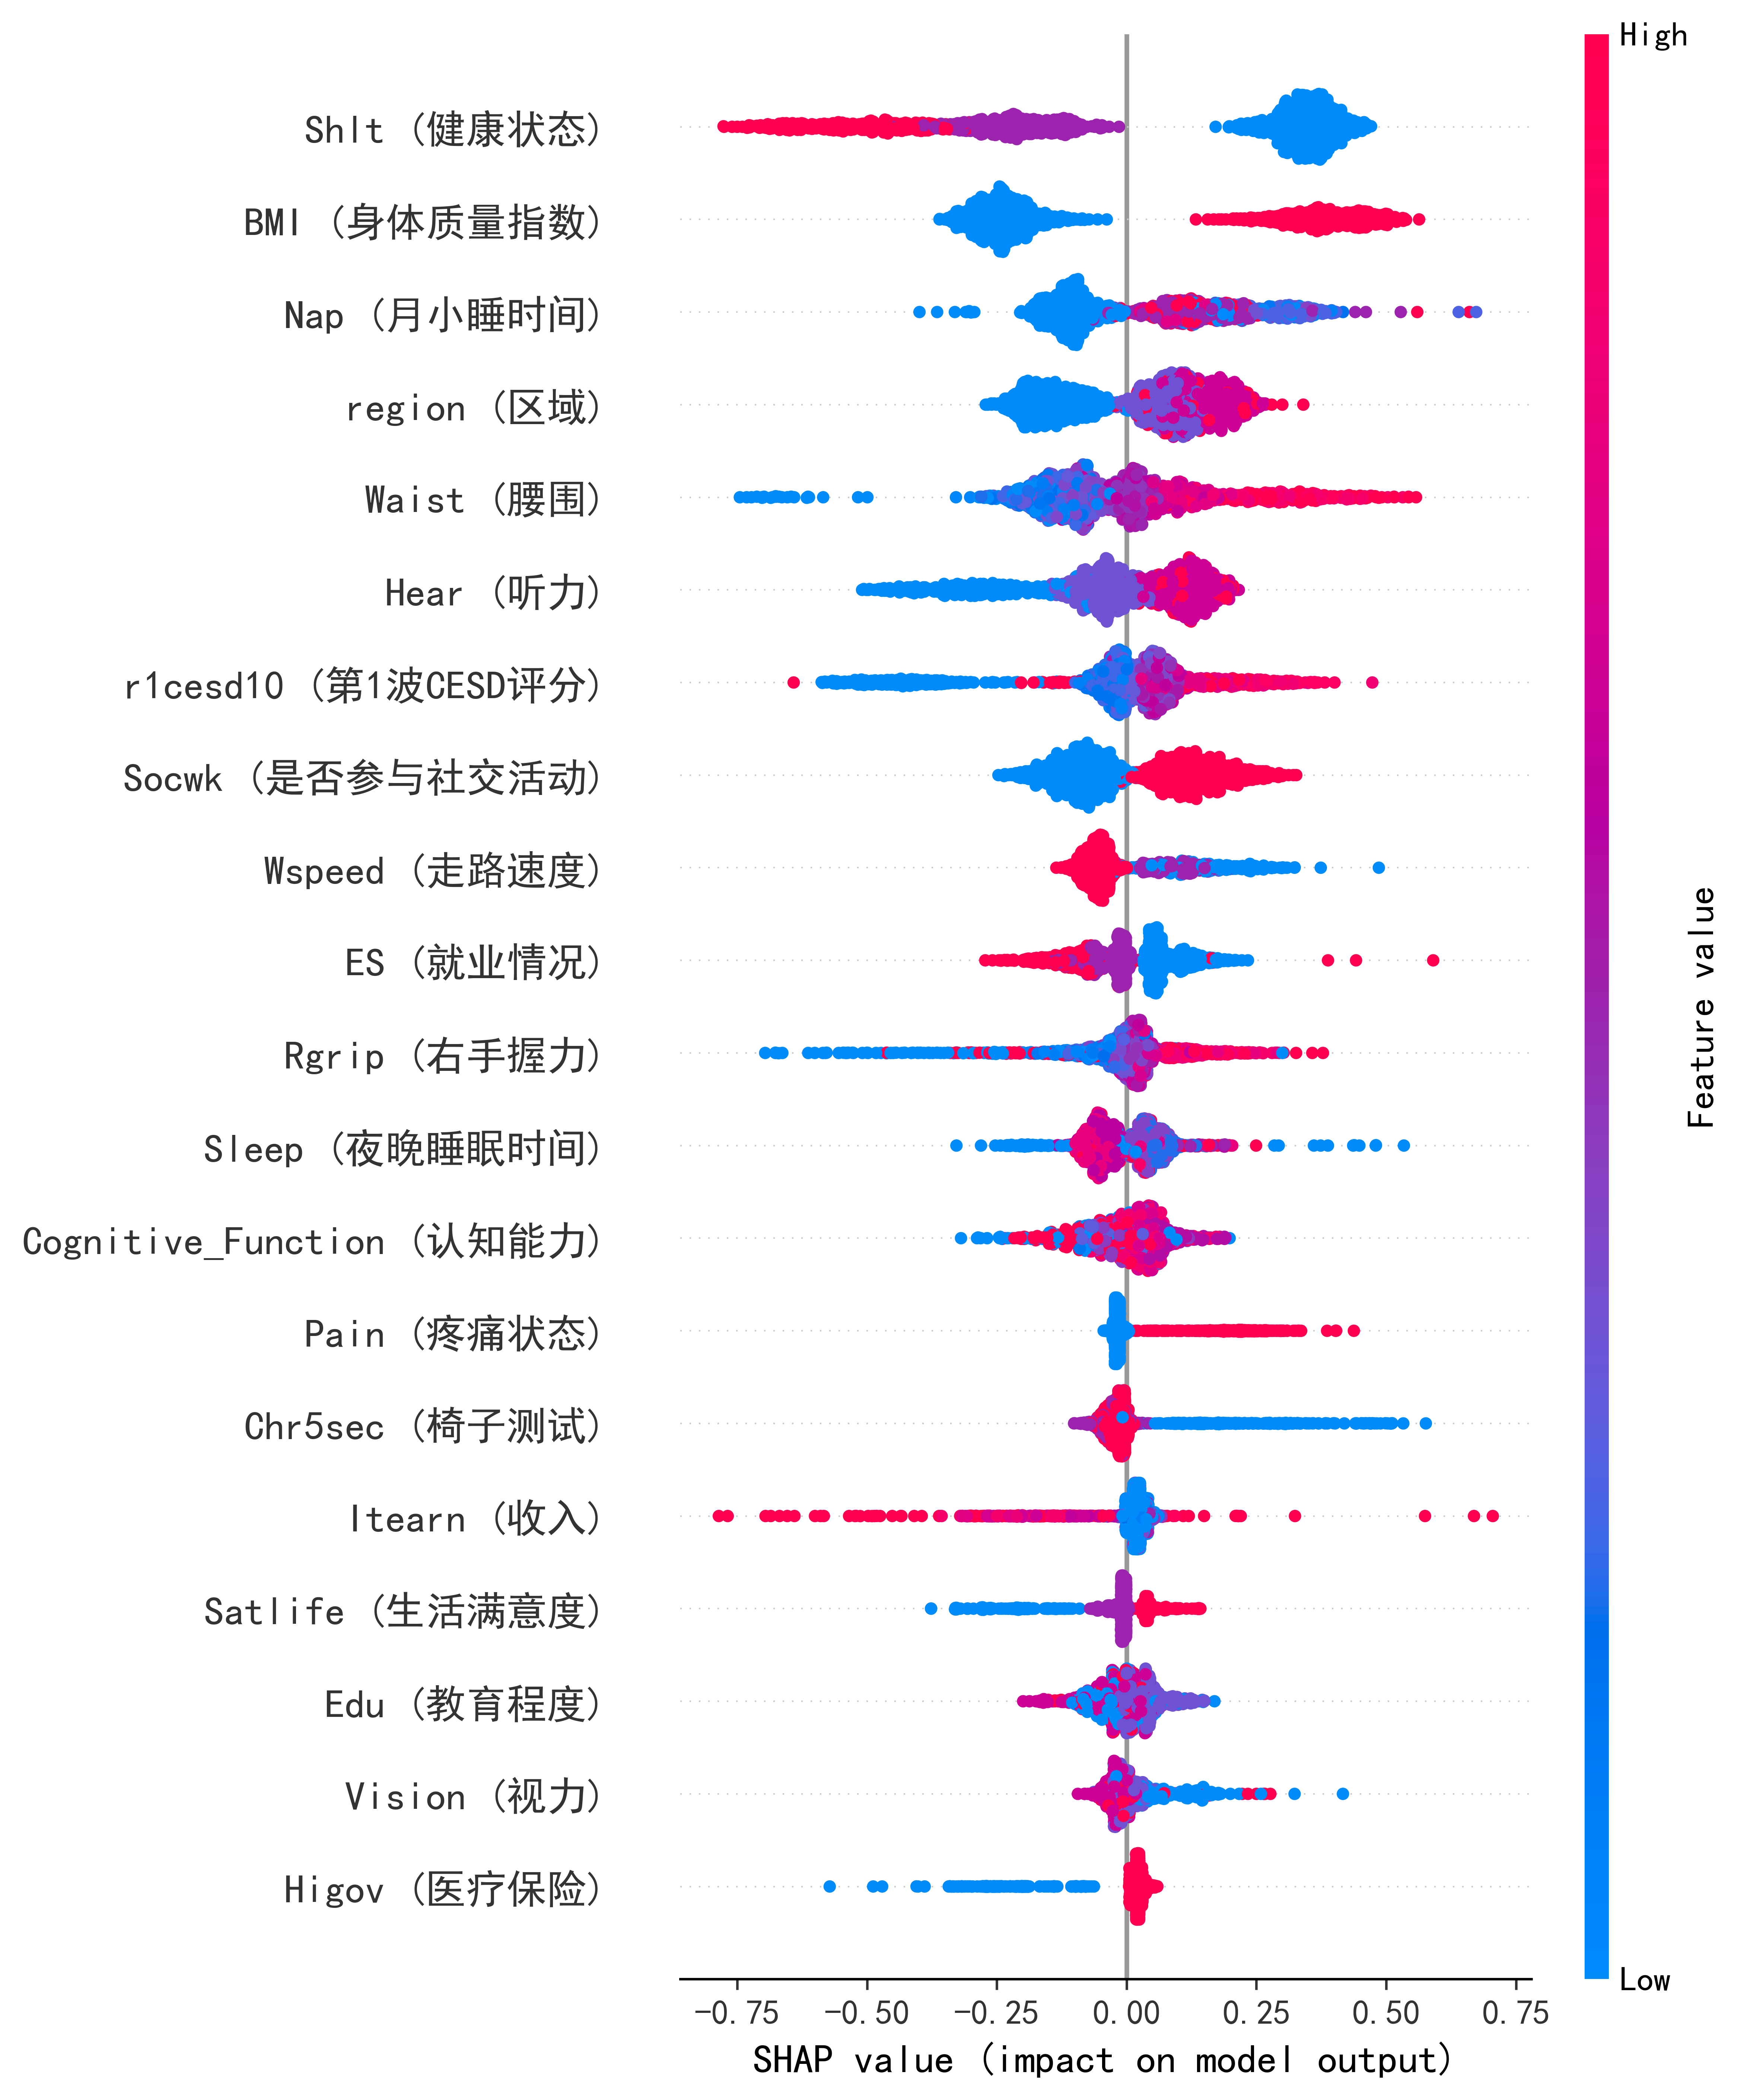 High
Shlt (健康状态)
BMI (身体质量指数)
Nap (月小睡时间)
region (区域)
Waist (腰围)
Hear (听力)
r1cesd10 (第1波CESD评分)
Socwk (是否参与社交活动)
Wspeed (走路速度)
ES (就业情况)
Rgrip (右手握力)
Sleep (夜晚睡眠时间)
Cognitive_Function (认知能力)
Pain (疼痛状态)
Chr5sec (椅子测试)
Itearn (收入)
Satlife (生活满意度)
Edu (教育程度)
Vision (视力)
Higov (医疗保险)
Feature value
Low
−0.75 −0.50 −0.25 0.00 0.25 0.50 0.75
SHAP value (impact on model output)